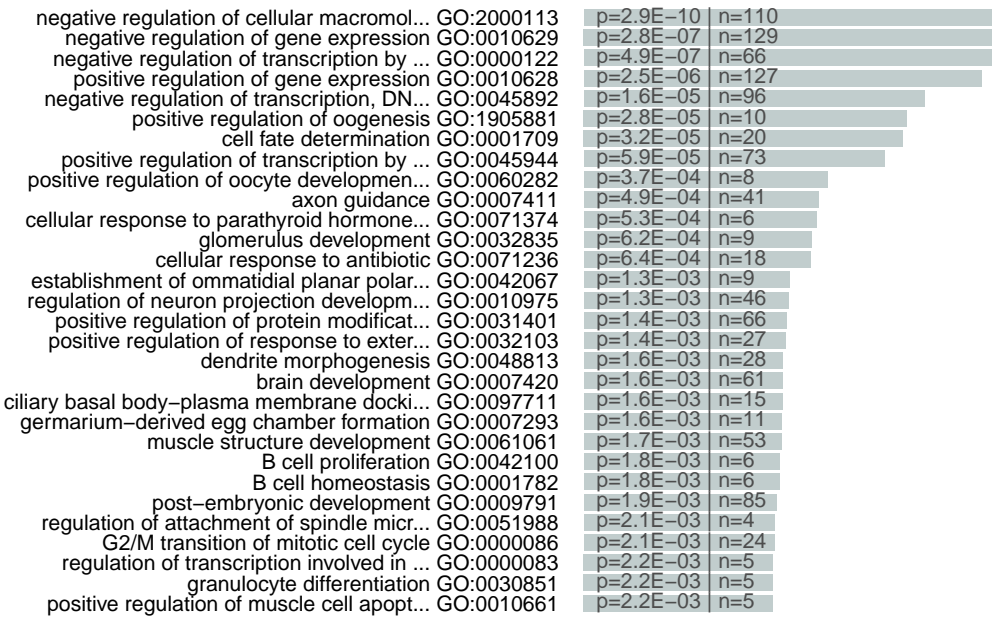 negative regulation of cellular macromol... GO:2000113 p=2.9E−10 | n=110
negative regulation of gene expression GO:0010629 p=2.8E−07 | n=129
negative regulation of transcription by ... GO:0000122 p=4.9E−07 | n=66
positive regulation of gene expression GO:0010628 p=2.5E−06 | n=127
negative regulation of transcription, DN... GO:0045892 p=1.6E−05 | n=96
positive regulation of oogenesis GO:1905881 p=2.8E−05 | n=10
cell fate determination GO:0001709 p=3.2E−05 | n=20
positive regulation of transcription by ... GO:0045944 p=5.9E−05 | n=73
positive regulation of oocyte developmen... GO:0060282 p=3.7E−04 | n=8
axon guidance GO:0007411 p=4.9E−04 | n=41
cellular response to parathyroid hormone... GO:0071374 p=5.3E−04 | n=6
glomerulus development GO:0032835 p=6.2E−04 | n=9
cellular response to antibiotic GO:0071236 p=6.4E−04 | n=18
establishment of ommatidial planar polar... GO:0042067 p=1.3E−03 | n=9
regulation of neuron projection developm... GO:0010975 p=1.3E−03 | n=46
positive regulation of protein modificat... GO:0031401 p=1.4E−03 | n=66
positive regulation of response to exter... GO:0032103 p=1.4E−03 | n=27
dendrite morphogenesis GO:0048813 p=1.6E−03 | n=28
brain development GO:0007420 p=1.6E−03 | n=61
ciliary basal body−plasma membrane docki... GO:0097711 p=1.6E−03 | n=15
germarium−derived egg chamber formation GO:0007293 p=1.6E−03 | n=11
muscle structure development GO:0061061 p=1.7E−03 | n=53
B cell proliferation GO:0042100 p=1.8E−03 | n=6
B cell homeostasis GO:0001782 p=1.8E−03 | n=6
post−embryonic development GO:0009791 p=1.9E−03 | n=85
regulation of attachment of spindle micr... GO:0051988 p=2.1E−03 | n=4
G2/M transition of mitotic cell cycle GO:0000086 p=2.1E−03 | n=24
regulation of transcription involved in ... GO:0000083 p=2.2E−03 | n=5
granulocyte differentiation GO:0030851 p=2.2E−03 | n=5
positive regulation of muscle cell apopt... GO:0010661 p=2.2E−03 | n=5